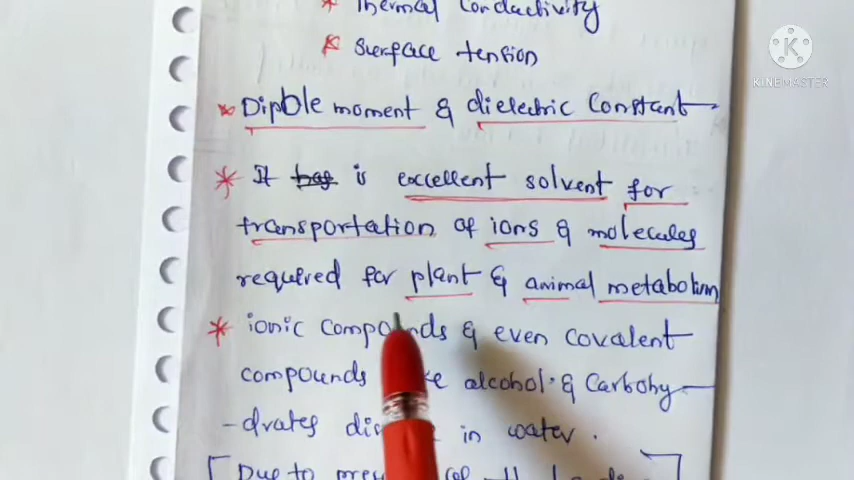 * Thermal Conductivity
* Surface tension
* Dipole moment & dielectric Constant
* It has is excellent solvent for
transportation of ions & molecules
required for plant & animal metabolism
* ionic compounds & even covalent
compounds alcohol & Carbohy-
-drates in water.
[Due to
KINEMASTER